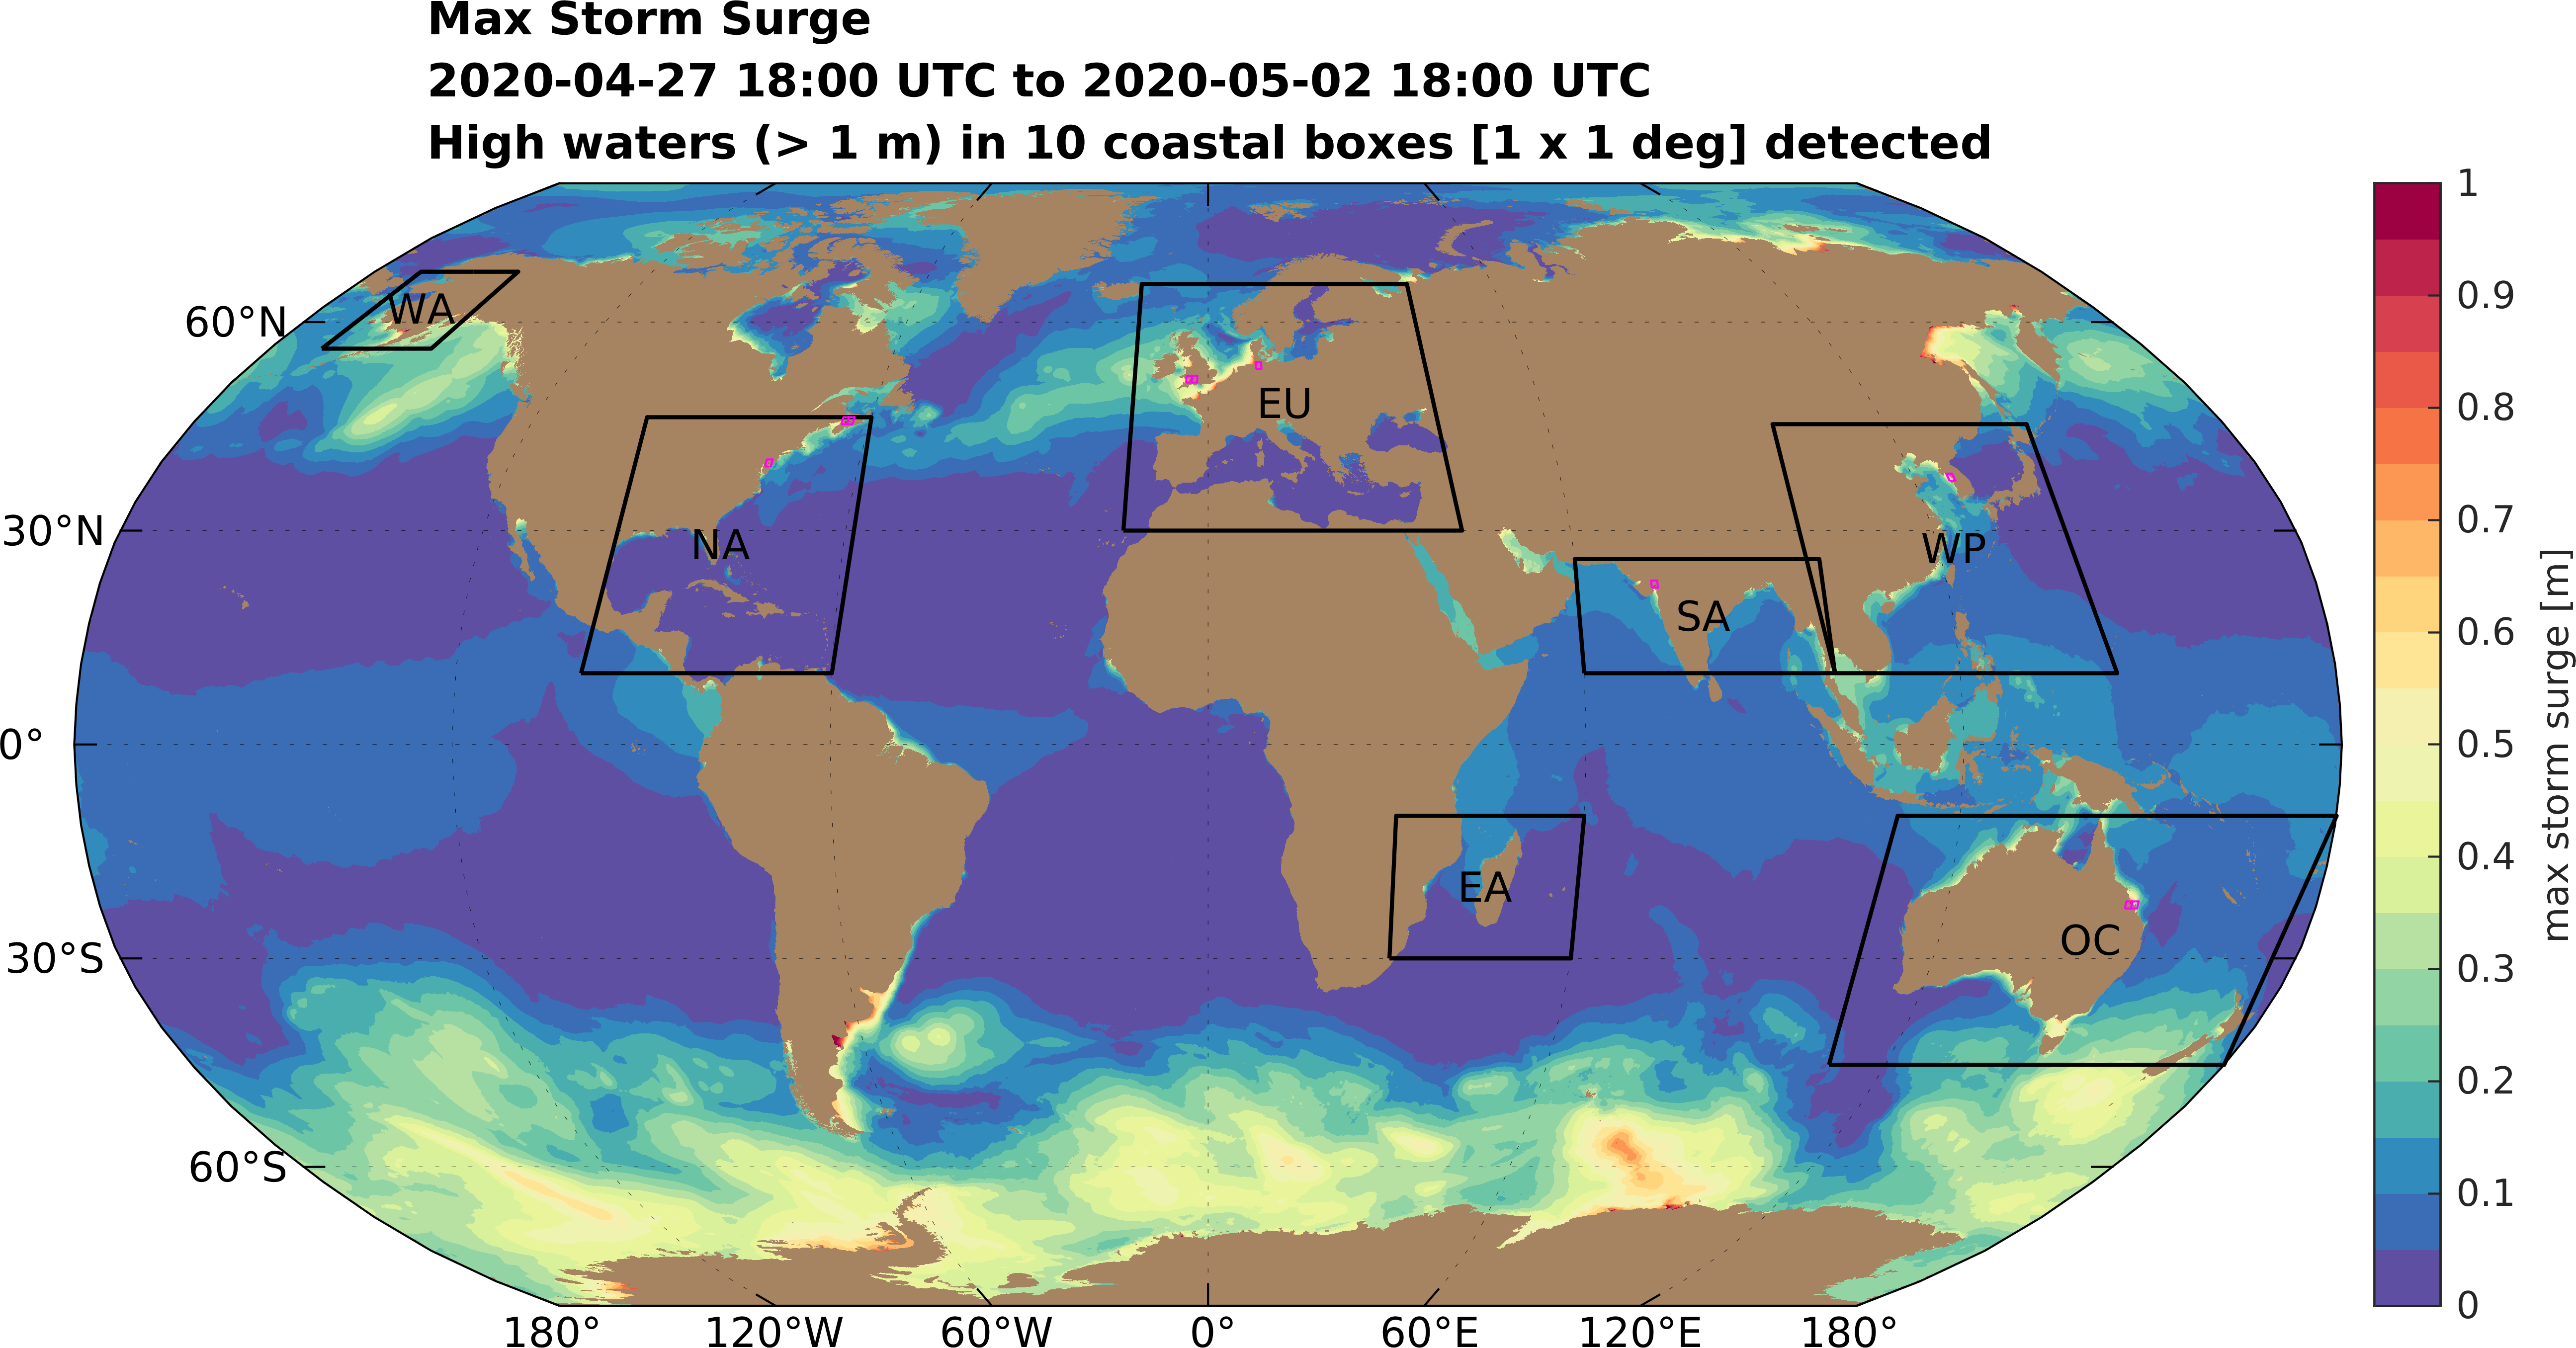 Max Storm Surge
2020-04-27 18:00 UTC to 2020-05-02 18:00 UTC
High waters (> 1 m) in 10 coastal boxes [1 x 1 deg] detected
60°N
30°N
0°
30°S
60°S
WA
NA
EU
SA
WP
EA
OC
180°
120°W
60°W
0°
60°E
120°E
180°
1
0.9
0.8
0.7
0.6
0.5
0.4
0.3
0.2
0.1
0
max storm surge [m]